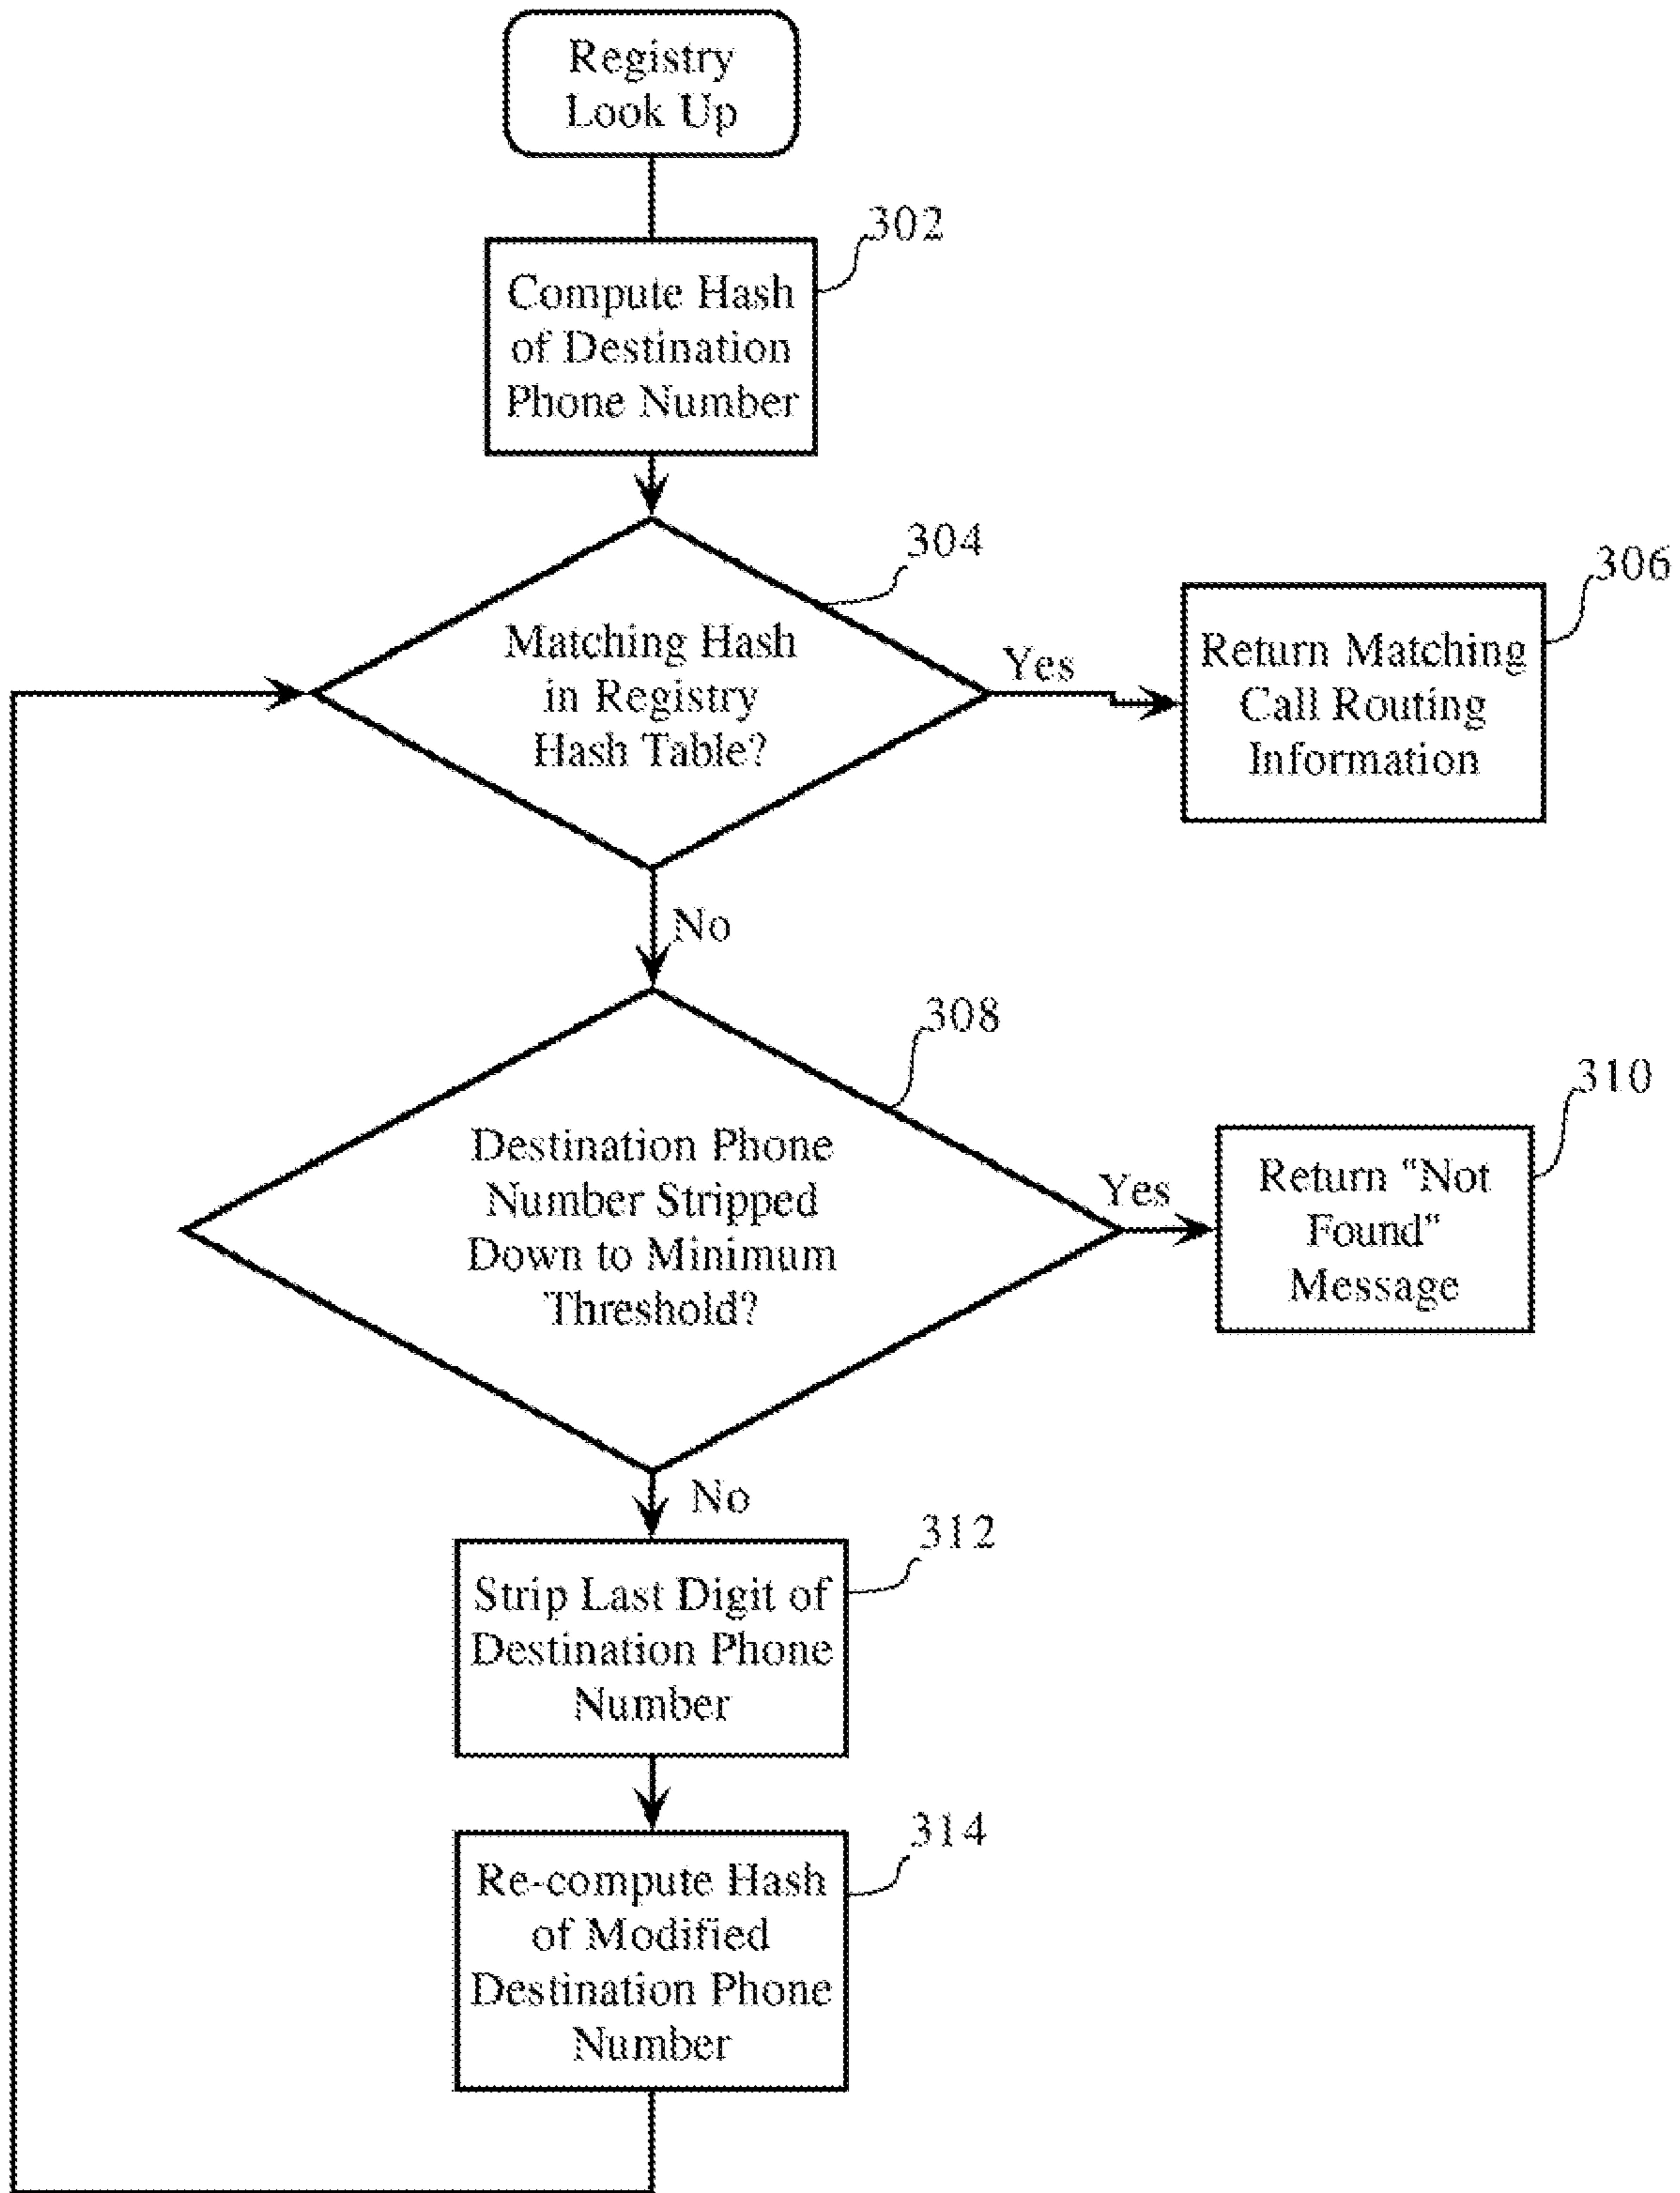 Registry
Look Up
302
Compute Hash
of Destination
Phone Number
304
Matching Hash
in Registry
Hash Table?
Yes
306
Return Matching
Call Routing
Information
No
308
Destination Phone
Number Stripped
Down to Minimum
Threshold?
Yes
310
Return "Not
Found"
Message
No
312
Strip Last Digit of
Destination Phone
Number
314
Re-compute Hash
of Modified
Destination Phone
Number